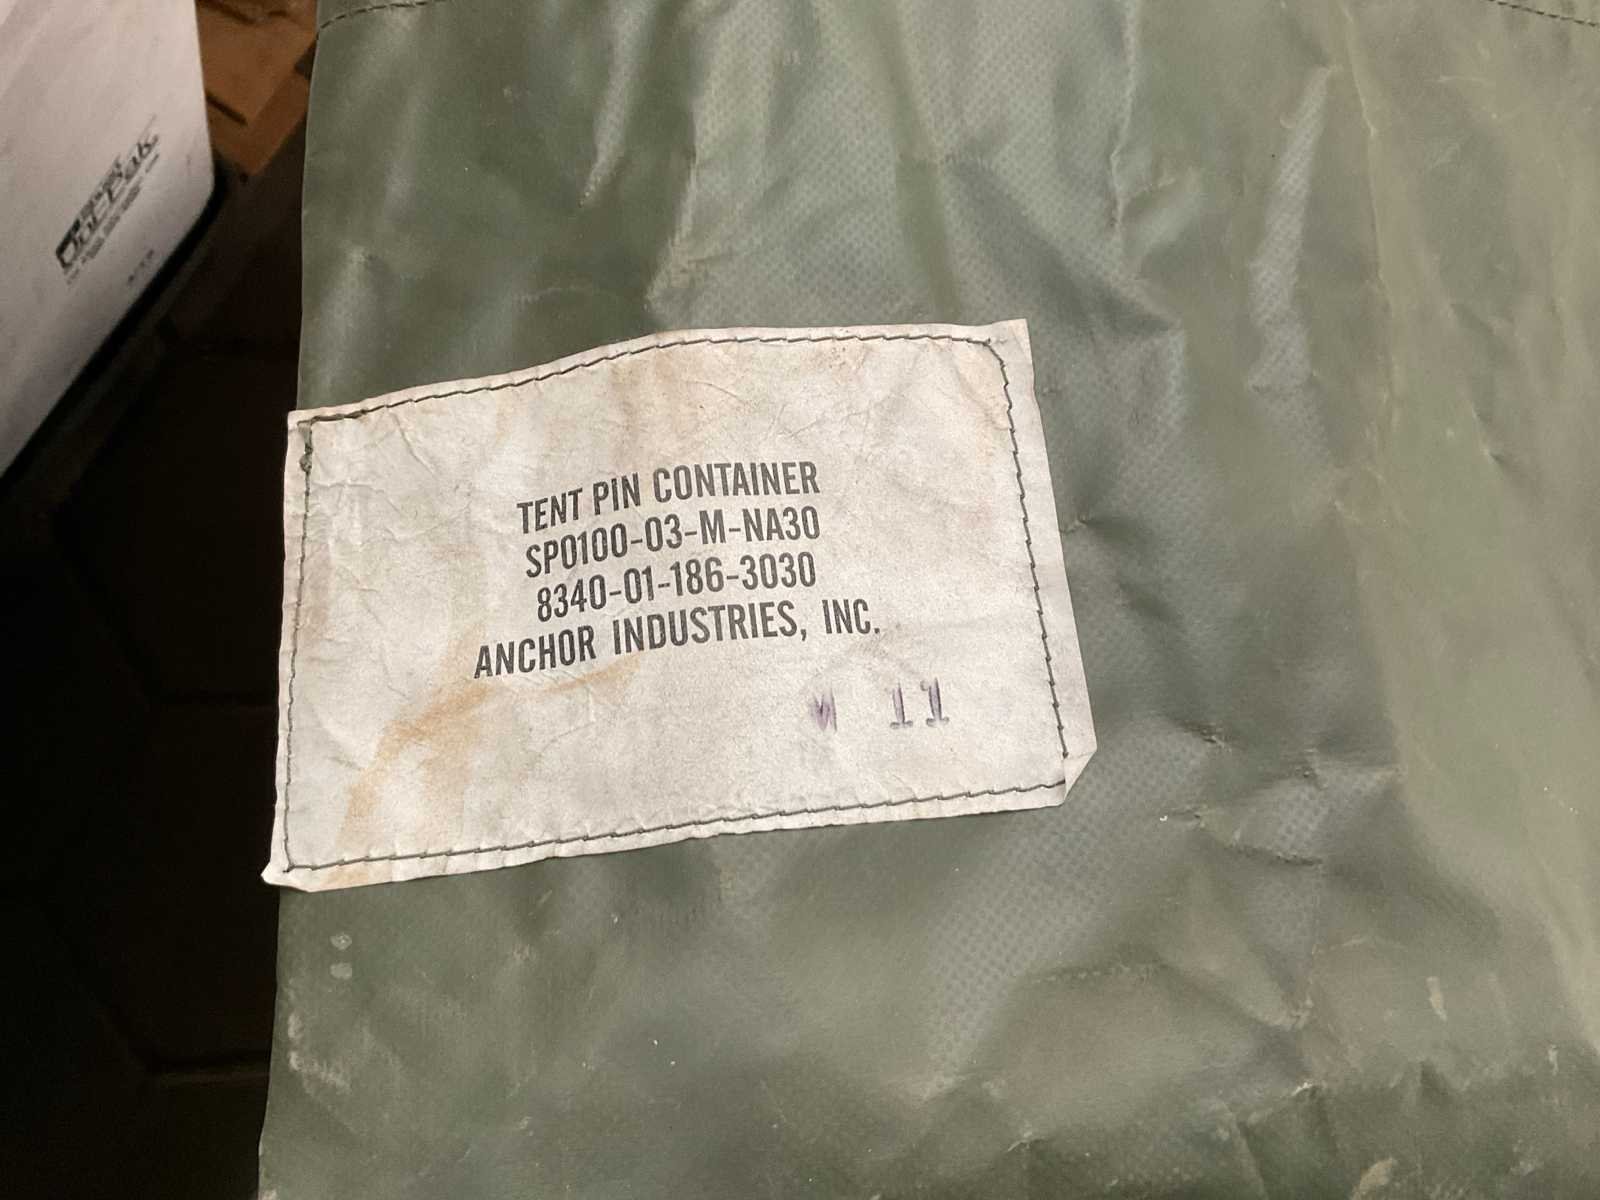 TENT PIN CONTAINER
SP0100-03-M-NA30
8340-01-186-3030
ANCHOR INDUSTRIES, INC.
11